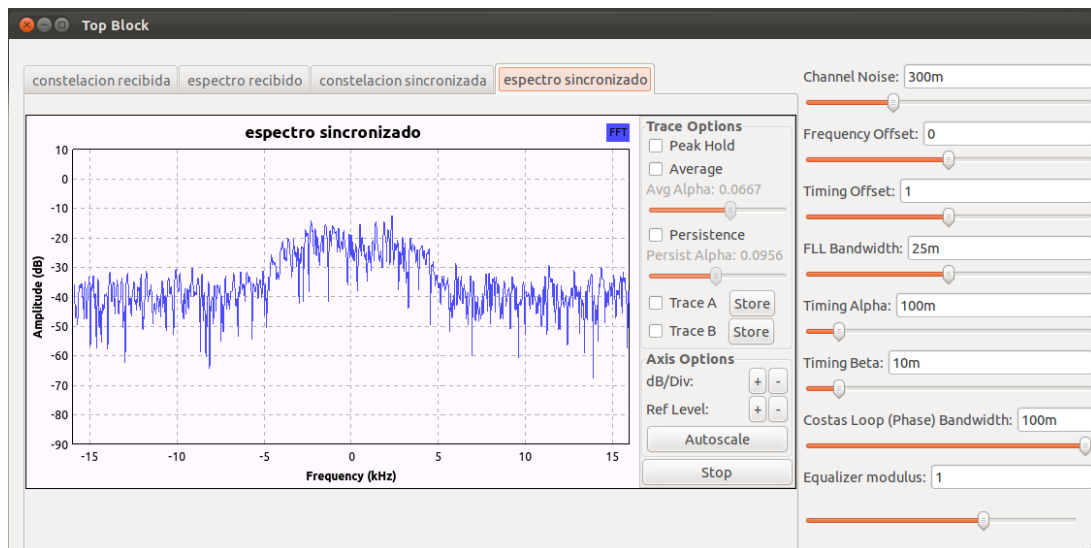 Top Block
constelacion recibida espectro recibido constelacion sincronizada espectro sincronizado
espectro sincronizado
FFT
10
0
-10
-20
-30
-40
-50
-60
-70
-80
-90
Amplitude (dB)
-15 -10 -5 0 5 10 15
Frequency (kHz)
Trace Options
Peak Hold
Average
Avg Alpha: 0.0667
Persistence
Persist Alpha: 0.0956
Trace A Store
Trace B Store
Axis Options
dB/Div: + -
Ref Level: + -
Autoscale
Stop
Channel Noise: 300m
Frequency Offset: 0
Timing Offset: 1
FLL Bandwidth: 25m
Timing Alpha: 100m
Timing Beta: 10m
Costas Loop (Phase) Bandwidth: 100m
Equalizer modulus: 1